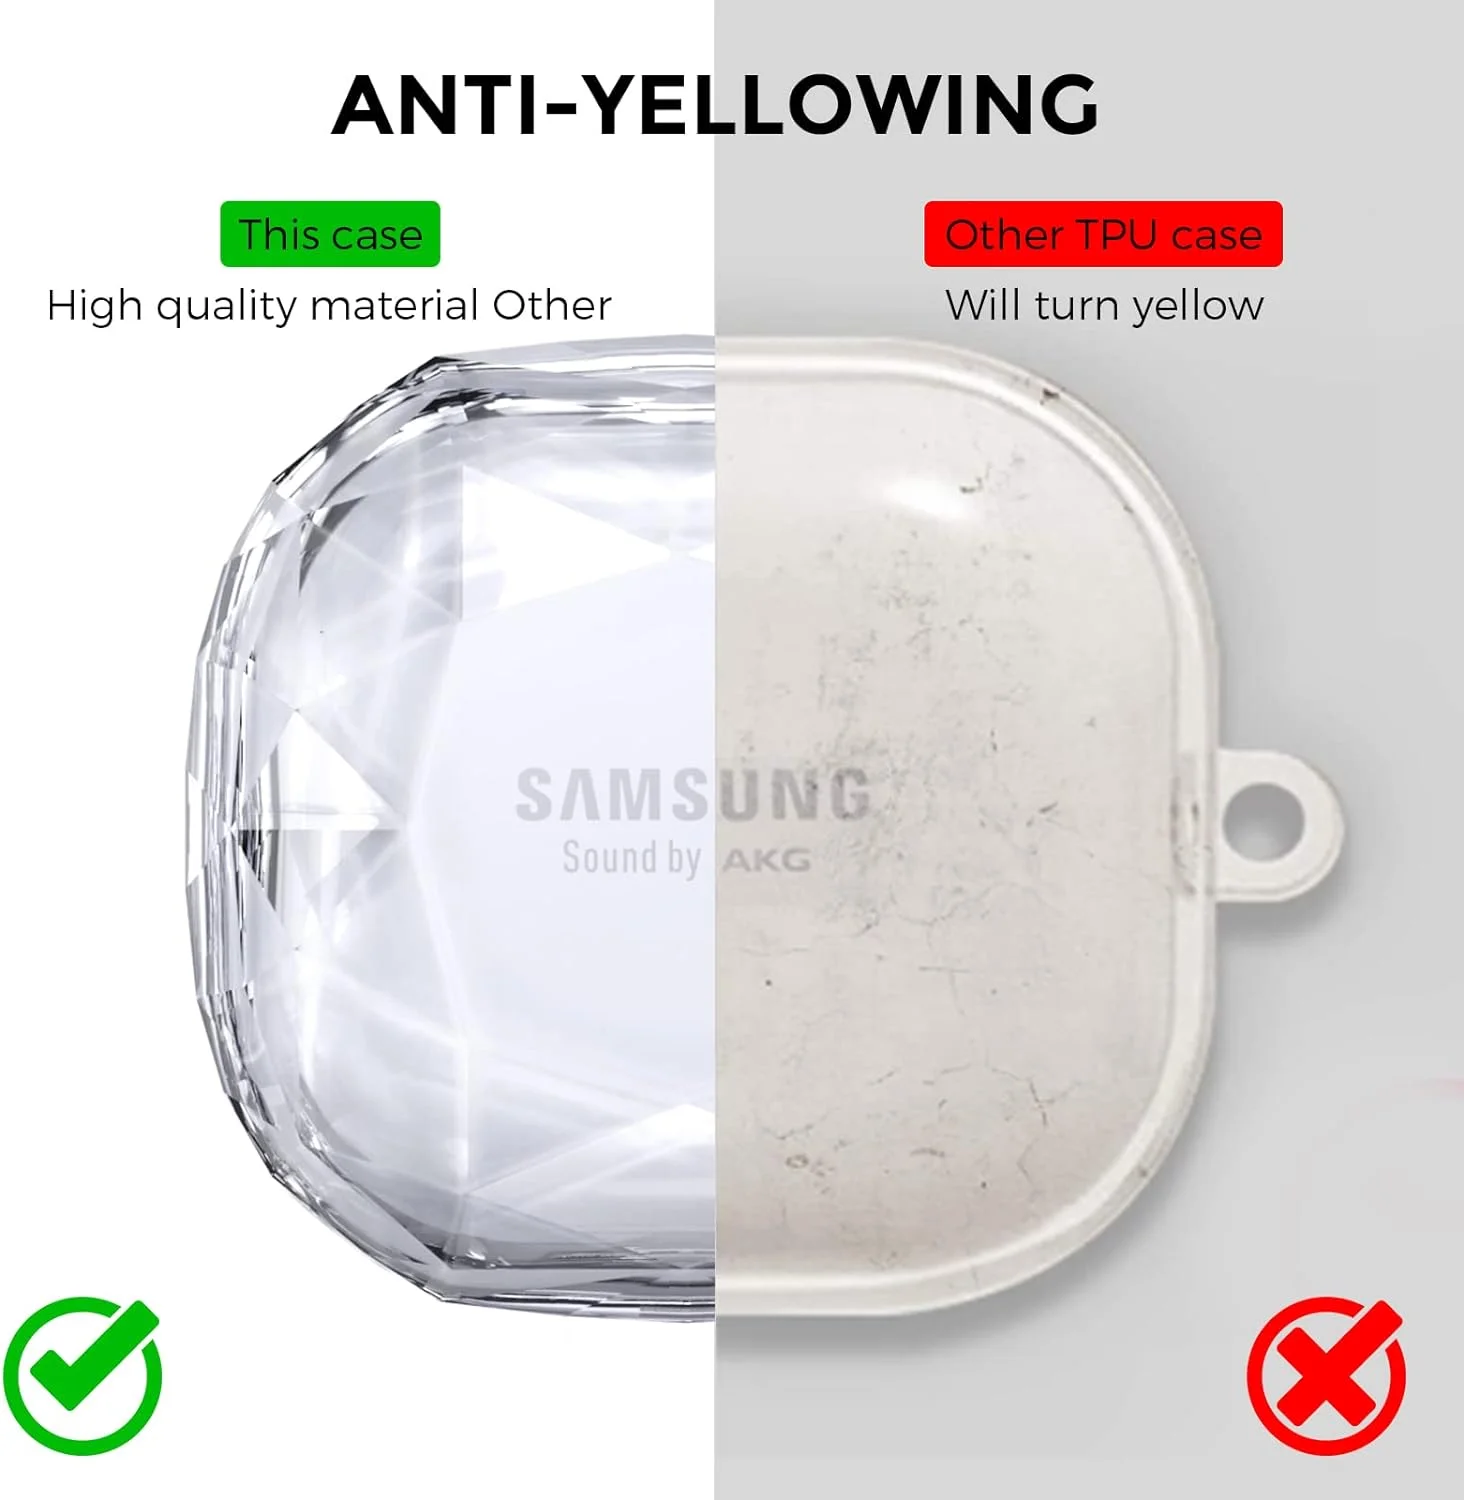 ANTI-YELLOWING
This case
High quality material Other
Other TPU case
Will turn yellow
SAMSUNG
Sound by AKG